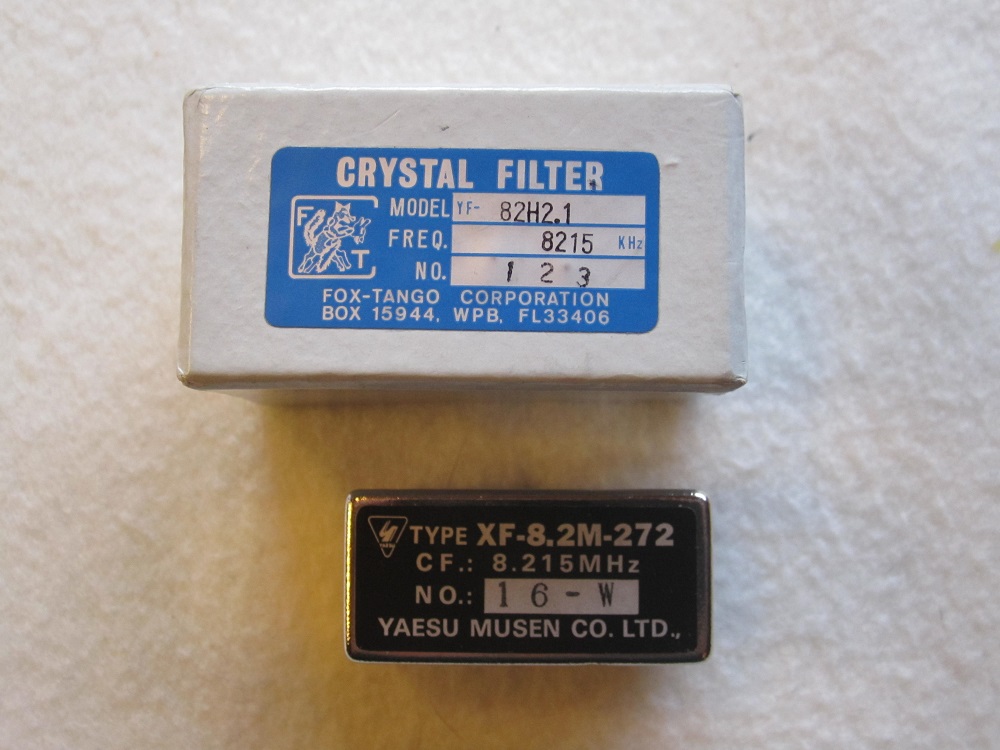 CRYSTAL FILTER
MODEL YF- 82H2.1
FREQ. 8215 KHz
NO. 1 2 3
F T
FOX-TANGO CORPORATION
BOX 15944, WPB, FL33406
TYPE XF-8.2M-272
YAESU
CF.: 8.215MHz
NO.: 16-W
YAESU MUSEN CO. LTD.,